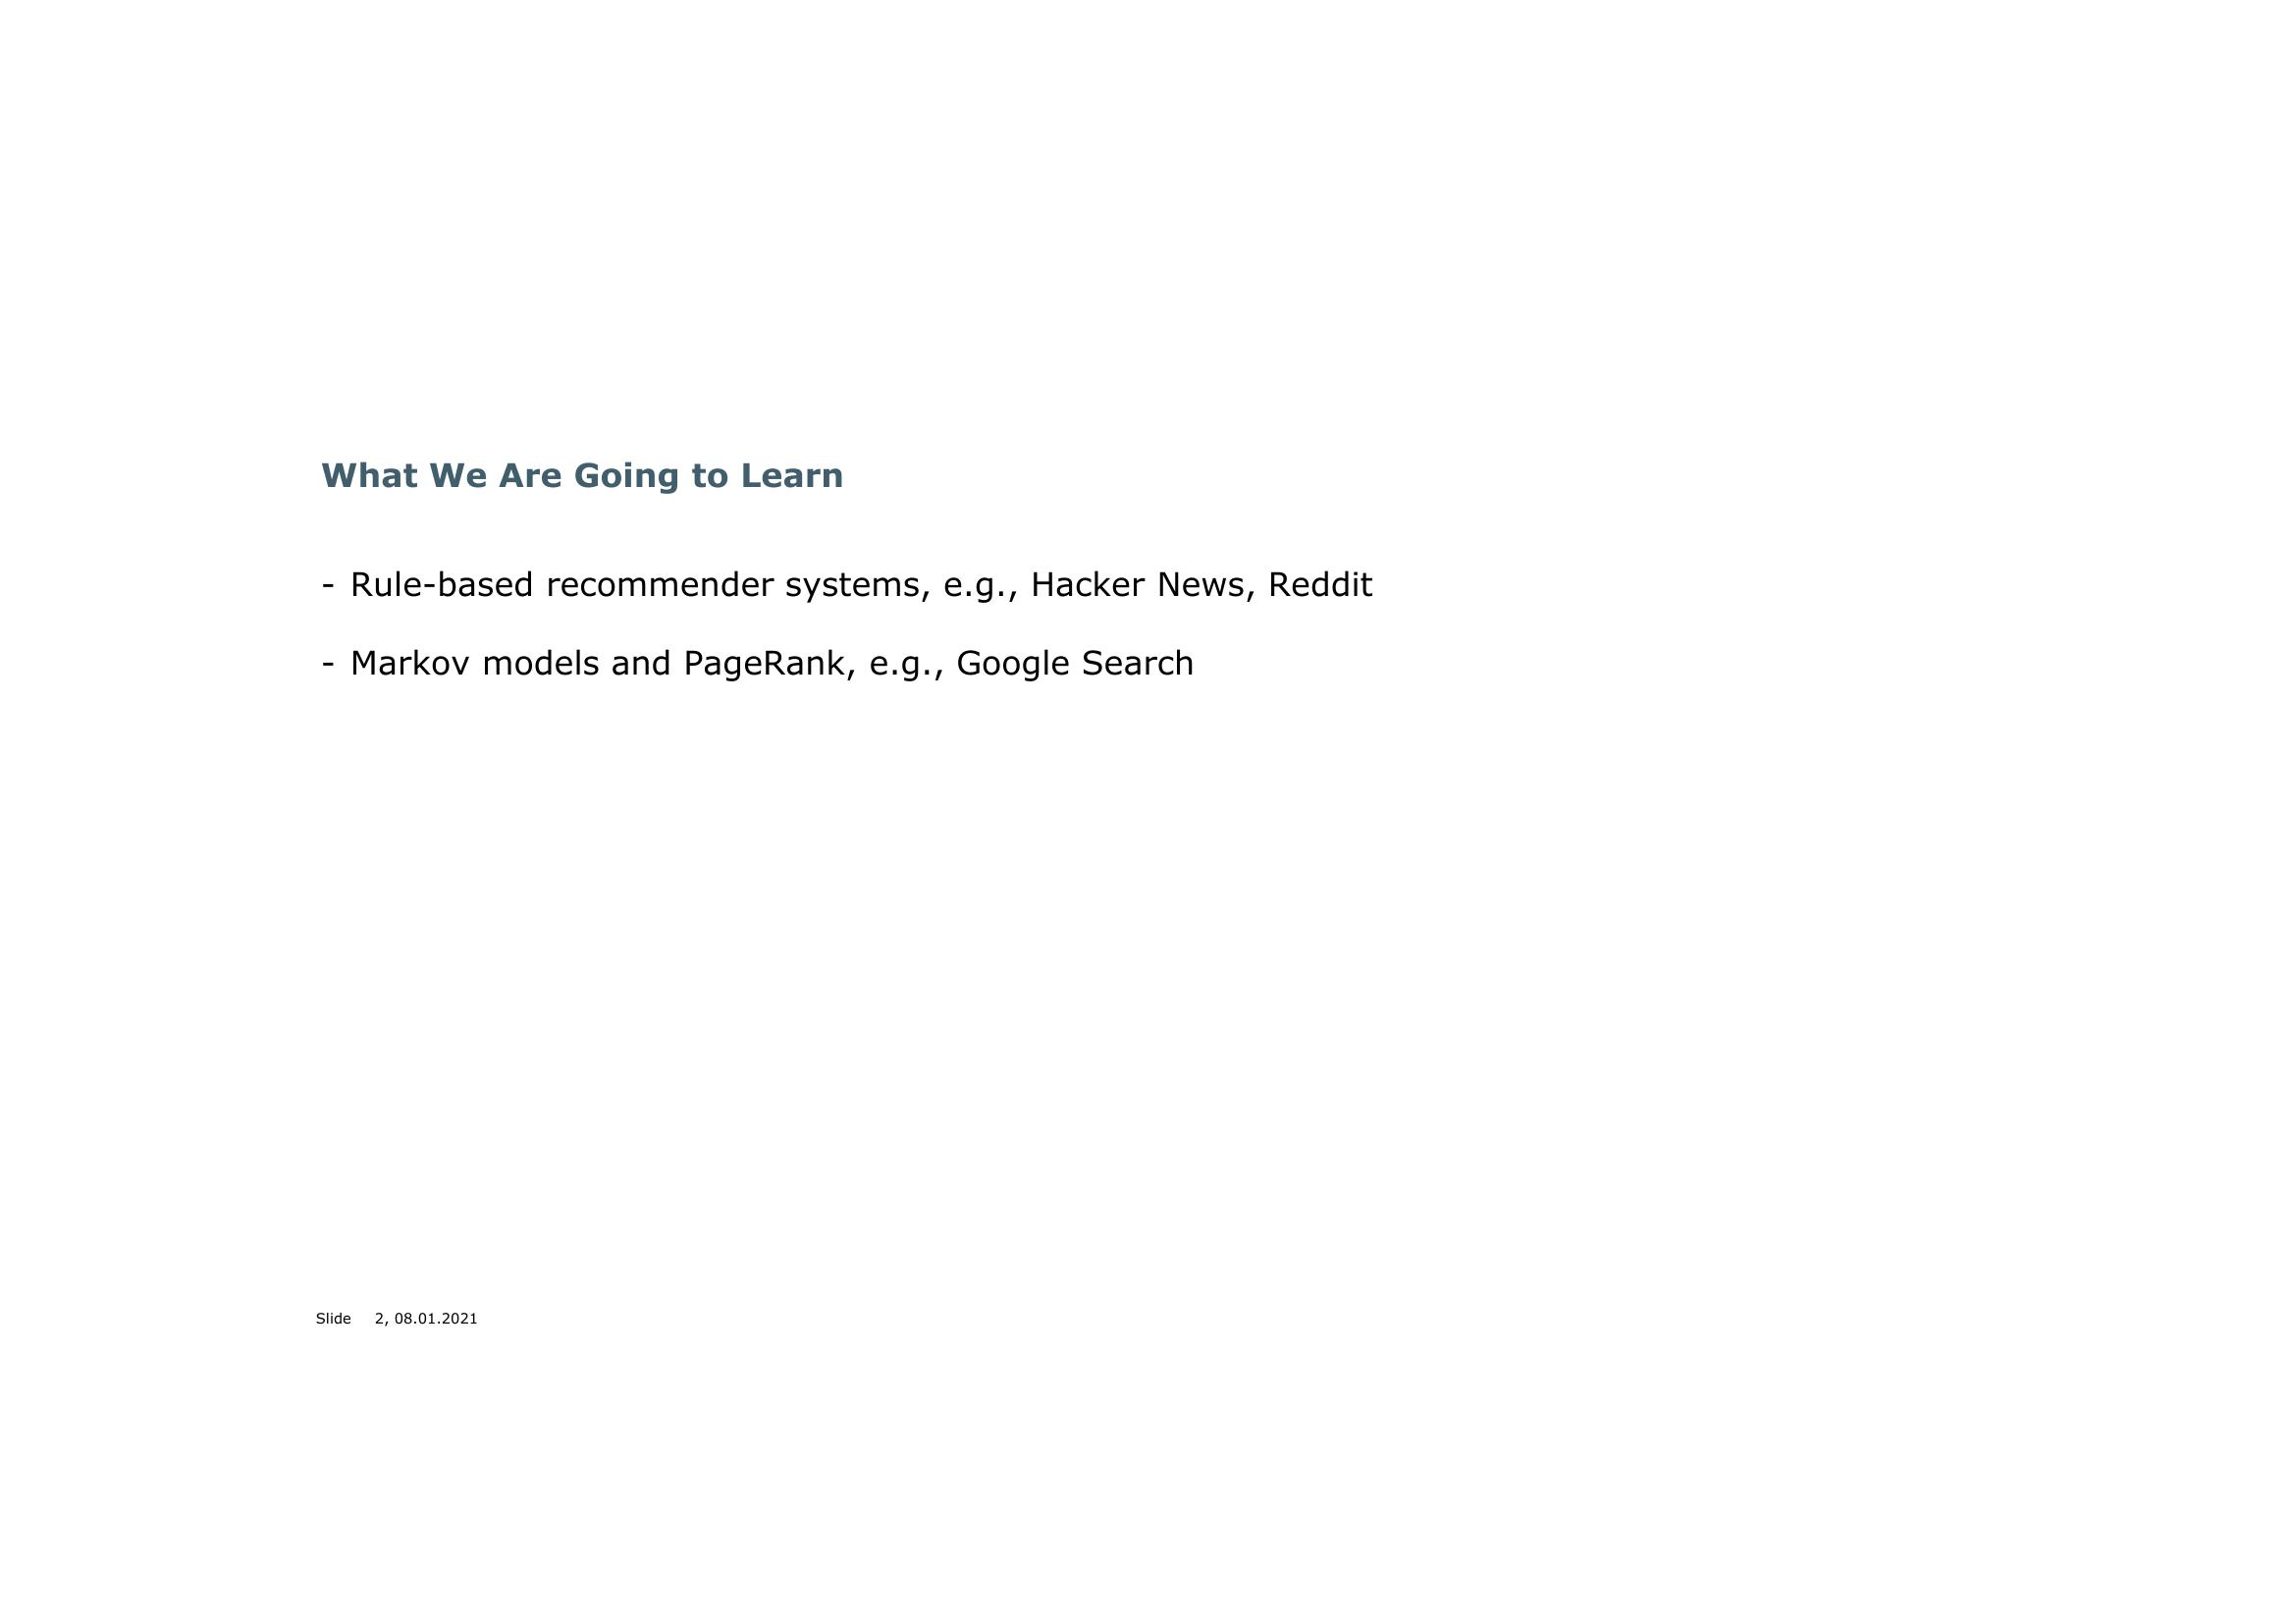 What We Are Going to Learn
- Rule-based recommender systems, e.g., Hacker News, Reddit
- Markov models and PageRank, e.g., Google Search
Slide 2, 08.01.2021